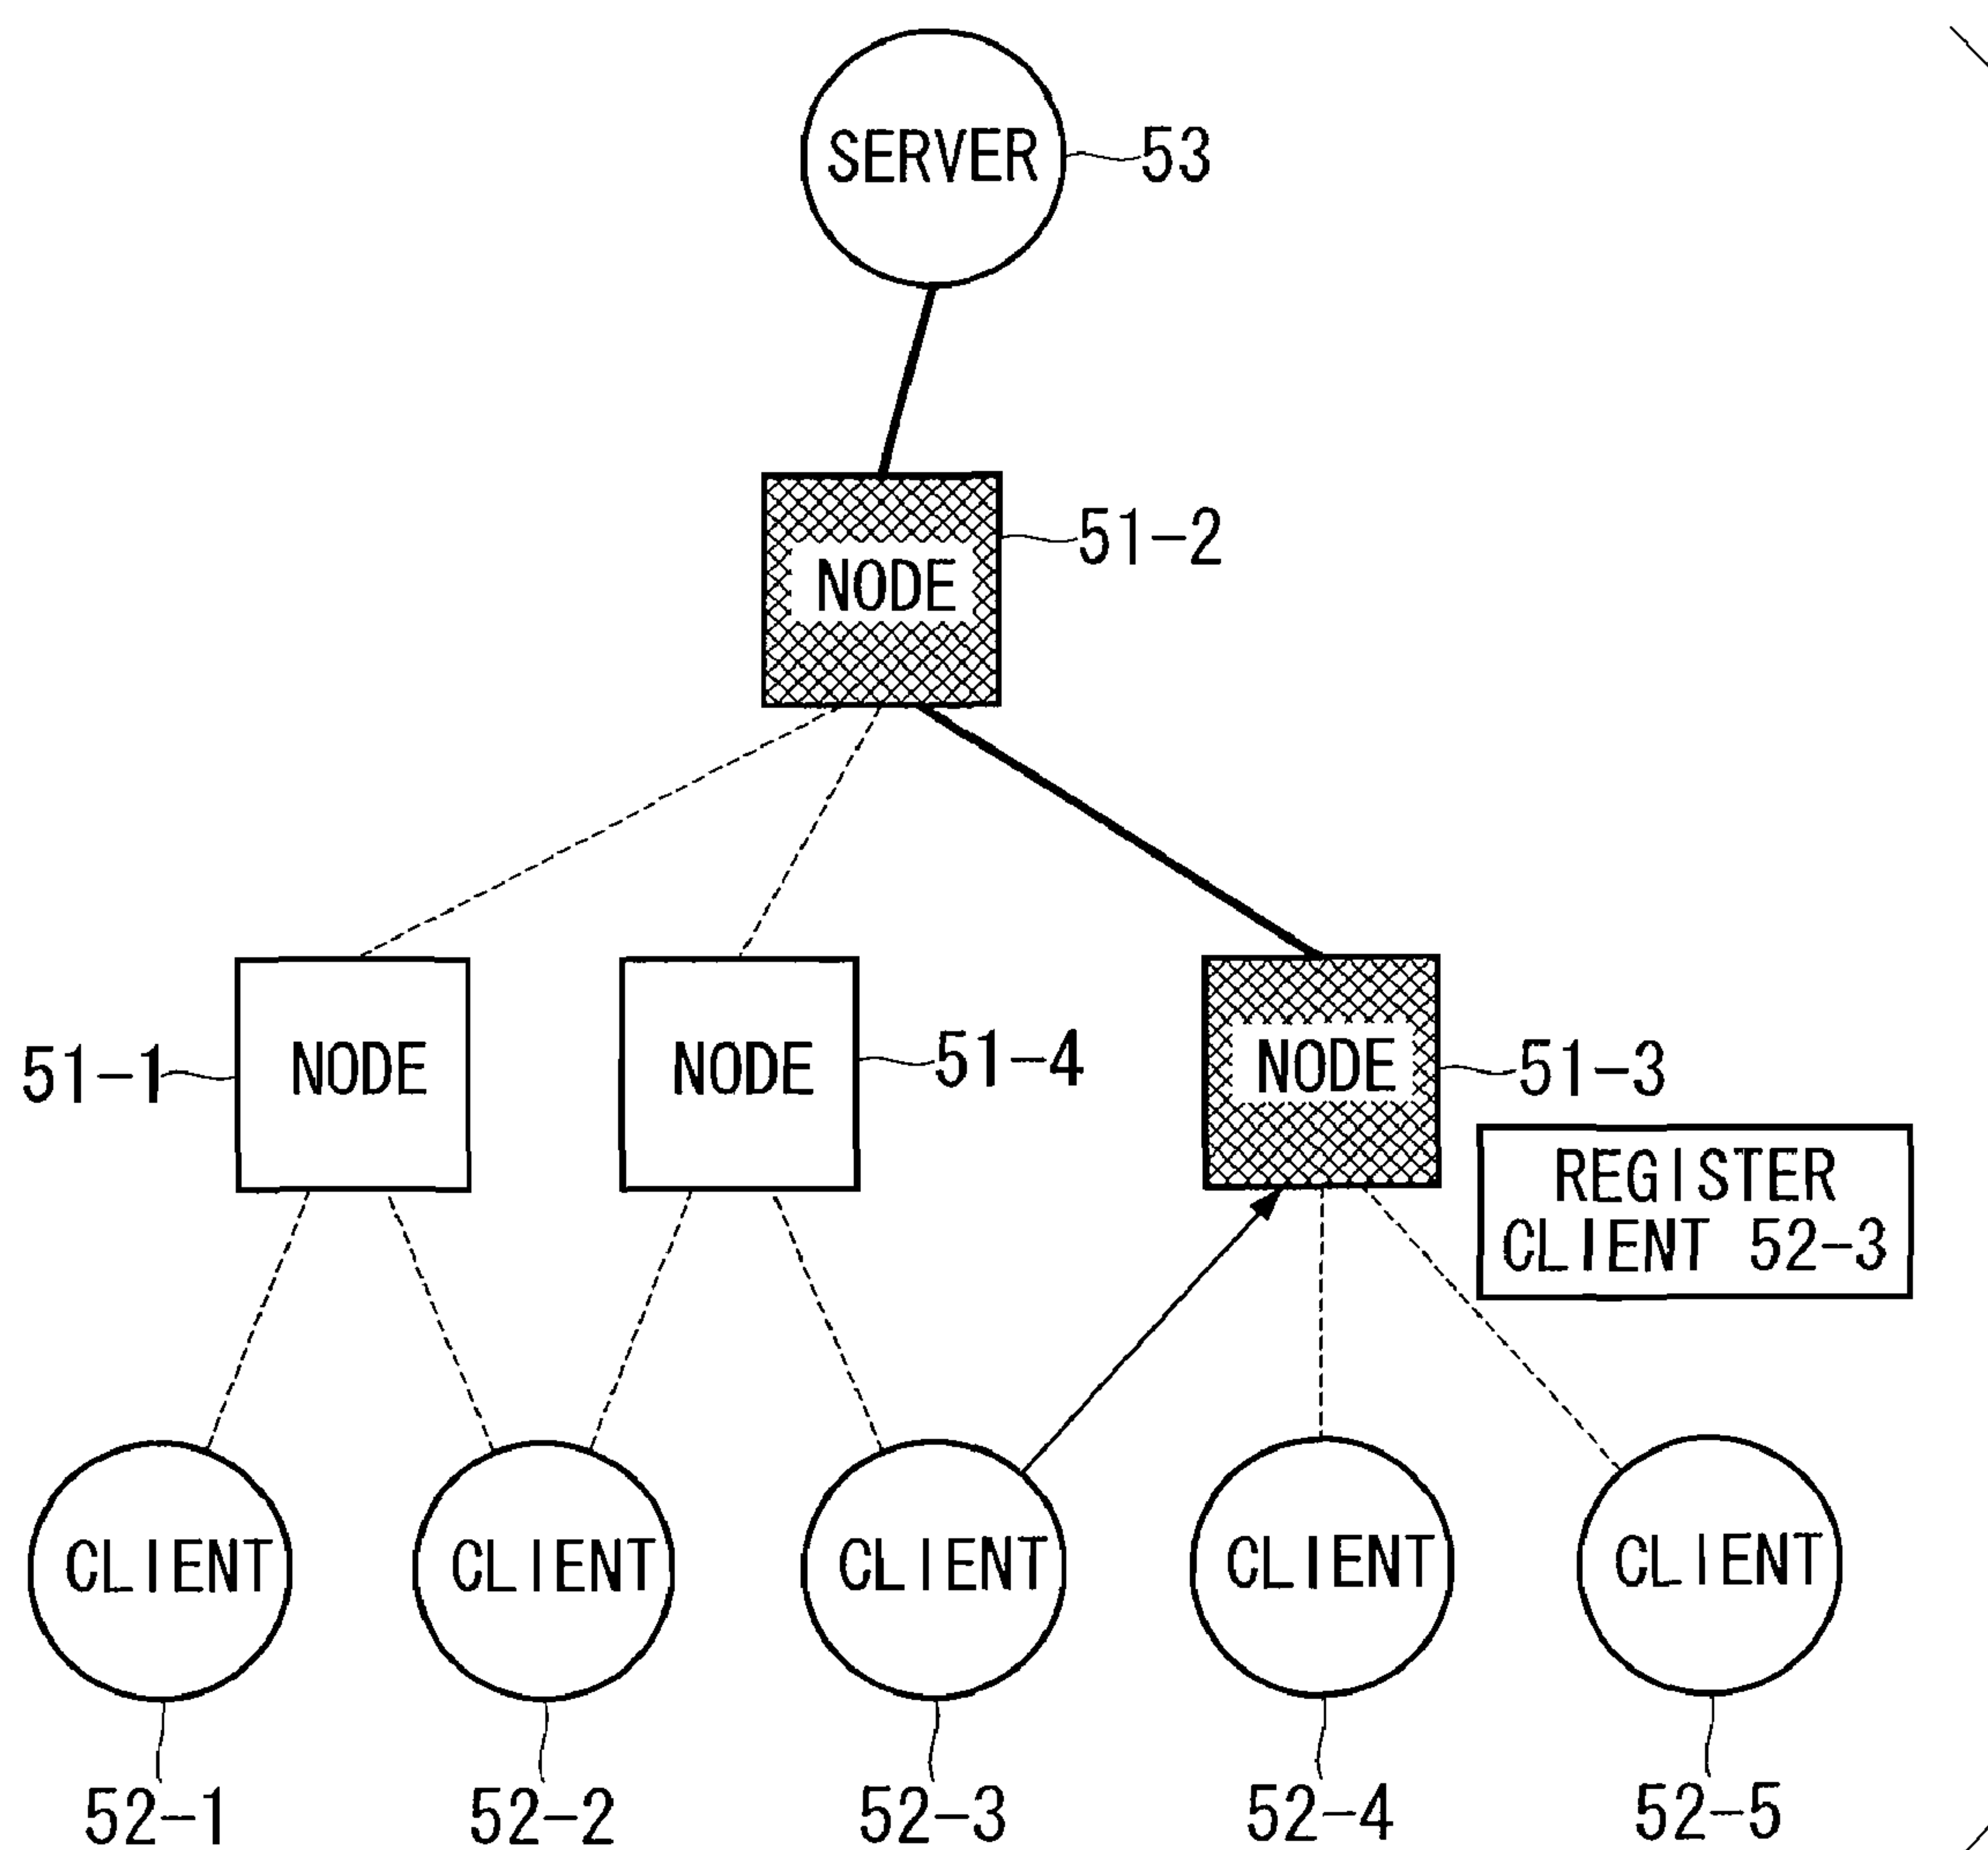 SERVER
53
51-2
NODE
51-1
NODE
NODE
51-4
NODE
51-3
REGISTER
CLIENT 52-3
CLIENT
CLIENT
CLIENT
CLIENT
CLIENT
52-1
52-2
52-3
52-4
52-5